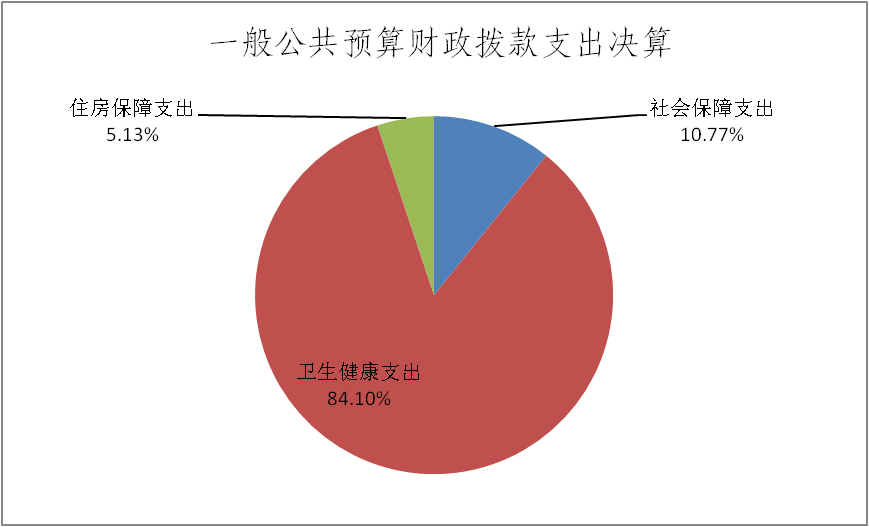 一般公共预算财政拨款支出决算
住房保障支出
5.13%
社会保障支出
10.77%
卫生健康支出
84.10%